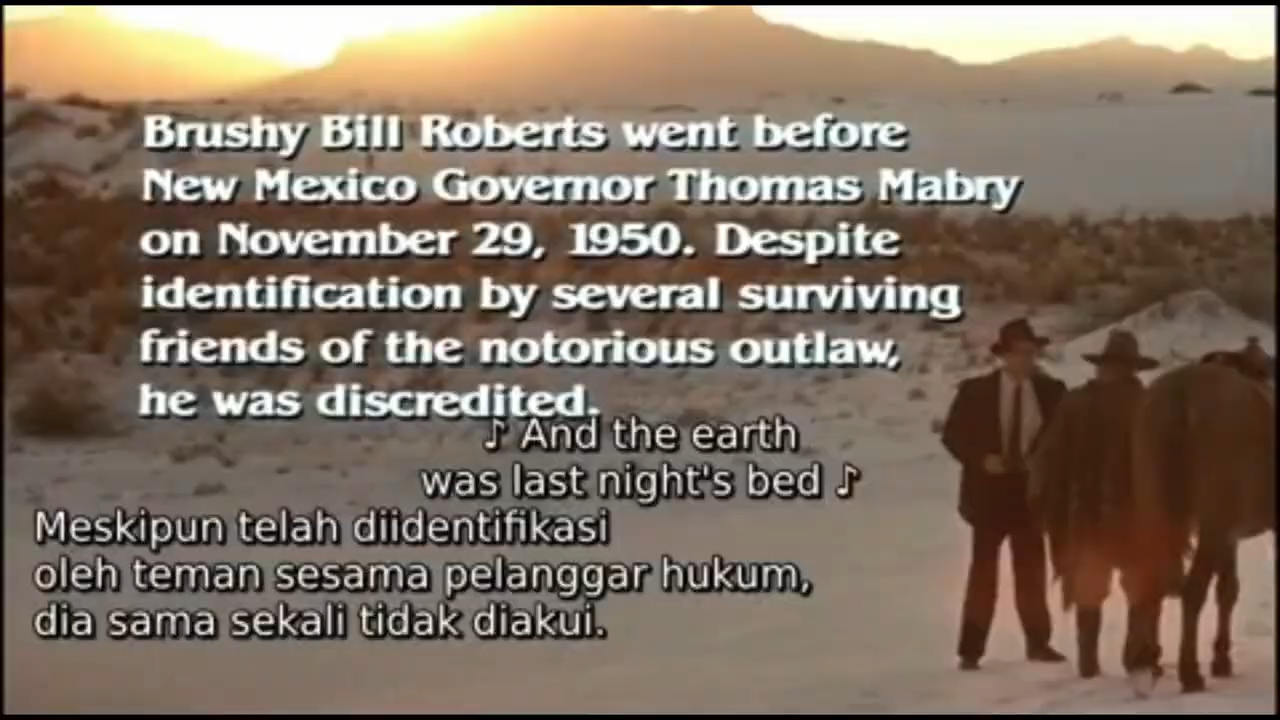 Brushy Bill Roberts went before
New Mexico Governor Thomas Mabry
on November 29, 1950. Despite
identification by several surviving
friends of the notorious outlaw,
he was discredited.
♪ And the earth
was last night's bed ♪
Meskipun telah diidentifikasi
oleh teman sesama pelanggar hukum,
dia sama sekali tidak diakui.